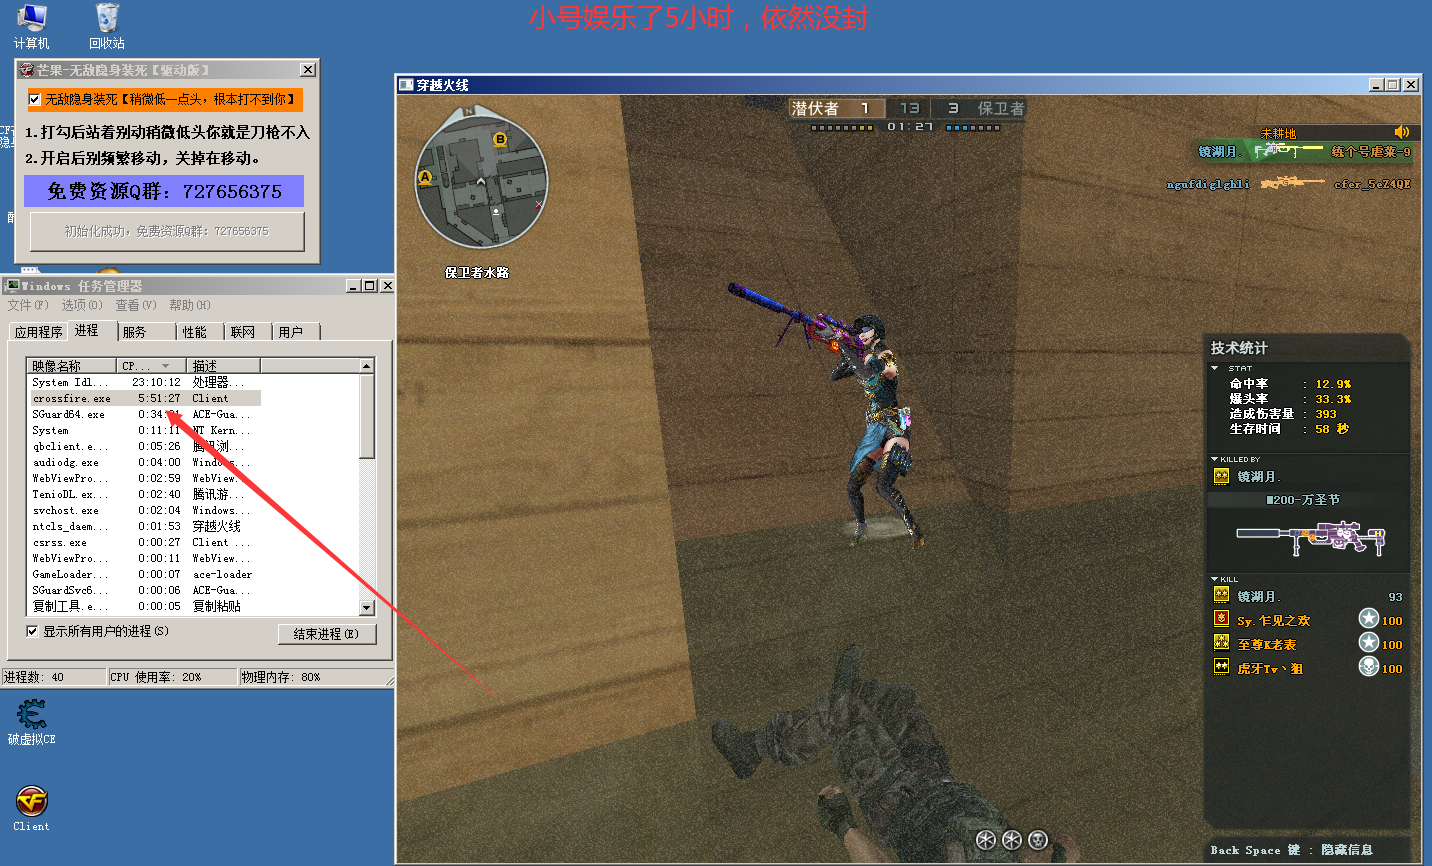 小号娱乐了5小时，依然没封
计算机
回收站
芒果-无敌隐身装死【驱动版】
无敌隐身装死【稍微低一点头，根本打不到你】
1.打勾后站着别动稍微低头你就是刀枪不入
2.开启后别频繁移动，关掉在移动。
免费资源Q群：727656375
初始化成功，免费资源Q群：727656375
Windows 任务管理器
文件(F) 选项(O) 查看(V) 帮助(H)
应用程序 进程 服务 性能 联网 用户
映像名称 CP... 描述
System Idl... 23:10:12 处理器...
crossfire.exe 5:51:27 Client
SGuard64.exe ACE-Gua...
System 0:11:11 NT Kern...
qbclient.e... 0:05:26 腾讯浏...
audiodg.exe 0:04:00 Windows...
WebViewPro... 0:02:59 WebView...
TenioDL.ex... 0:02:40 腾讯游...
svchost.exe 0:02:04 Windows...
ntcls_daem... 0:01:53 穿越火线
csrss.exe 0:00:27 Client ...
WebViewPro... 0:00:11 WebView...
GameLoader... 0:00:07 ace-loader
SGuardSvc6... 0:00:06 ACE-Gua...
复制工具.e... 0:00:05 复制粘贴
显示所有用户的进程(S)
结束进程(E)
进程数: 40 CPU 使用率: 20% 物理内存: 80%
破虚拟CE
Client
穿越火线
潜伏者 1 13 3 保卫者
01:27
N
B
A
保卫者水路
未耕地
镜湖月. 练个号虐菜-9
ngufdiglghli cfer_5eZ4QE
技术统计
STAT
命中率 : 12.9%
爆头率 : 33.3%
造成伤害量 : 393
生存时间 : 58 秒
KILLED BY
镜湖月.
M200-万圣节
KILL
镜湖月. 93
Sy.乍见之欢 100
至尊K老表 100
虎牙Tv丶狙 100
Back Space 键 : 隐藏信息